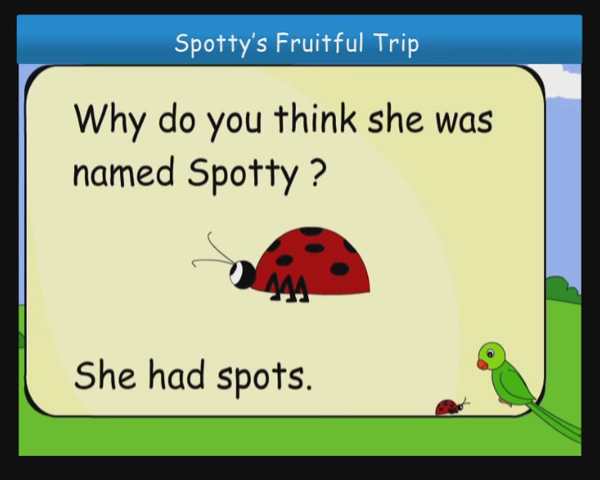 Spotty's Fruitful Trip
Why do you think she was
named Spotty ?
She had spots.